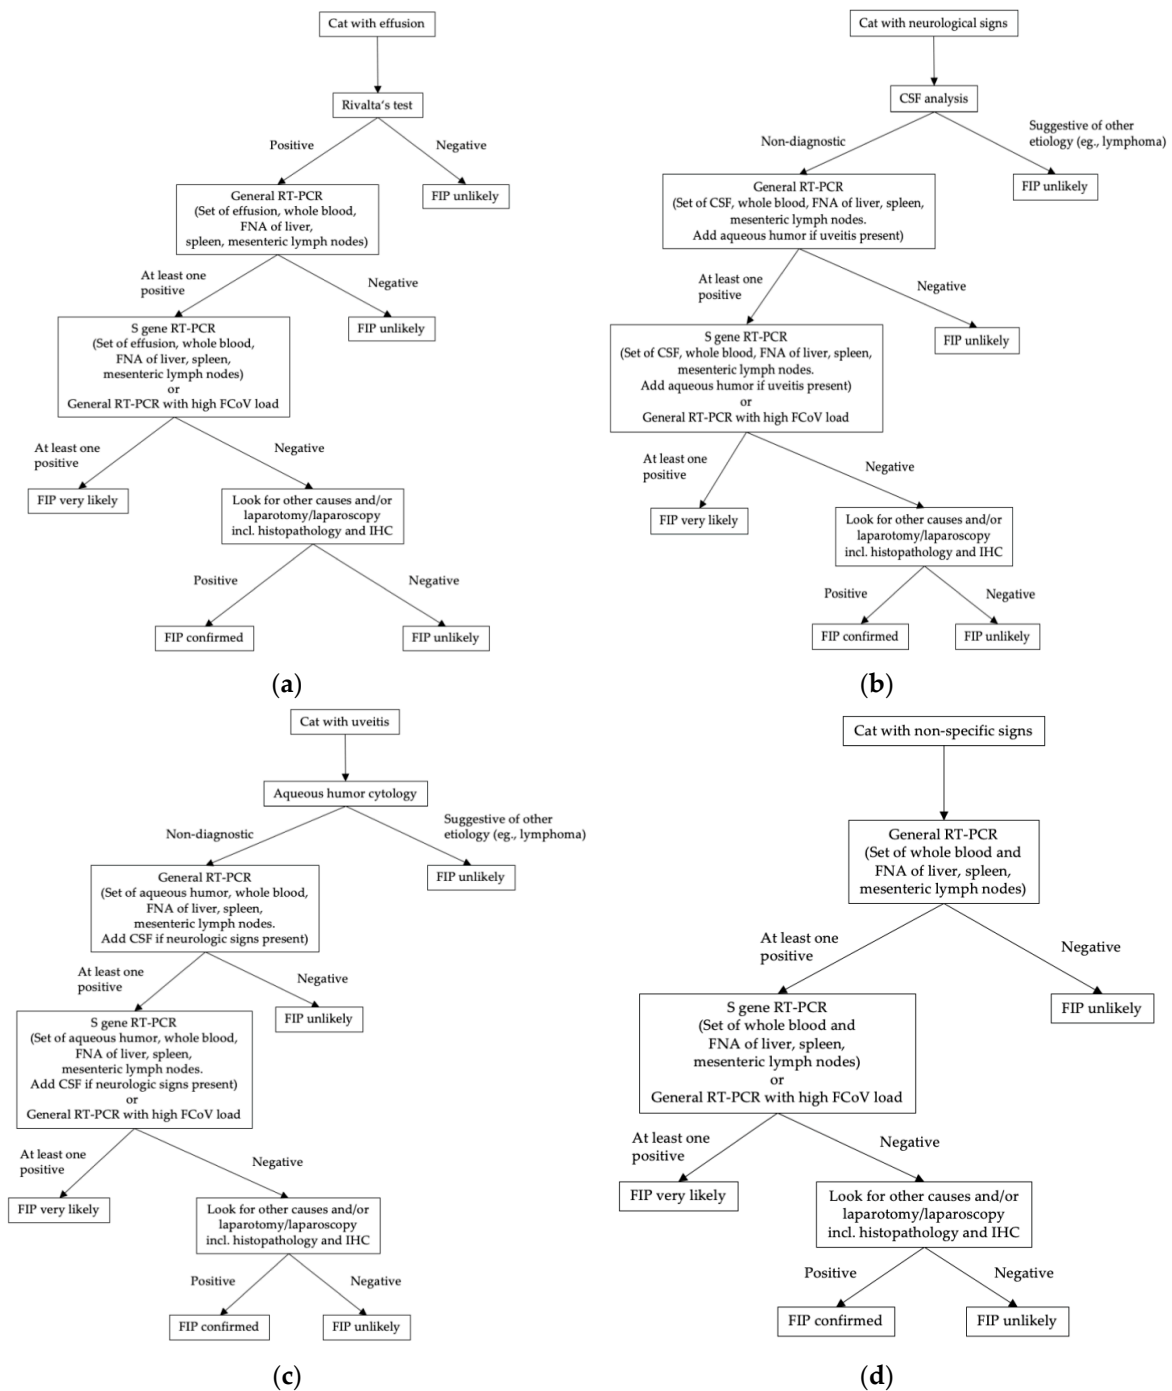 Cat with effusion
Rivalta's test
Positive
Negative
General RT-PCR
(Set of effusion, whole blood,
FNA of liver,
spleen, mesenteric lymph nodes)
FIP unlikely
At least one
positive
Negative
S gene RT-PCR
(Set of effusion, whole blood,
FNA of liver, spleen,
mesenteric lymph nodes)
or
General RT-PCR with high FCoV load
FIP unlikely
At least one
positive
Negative
FIP very likely
Look for other causes and/or
laparotomy/laparoscopy
incl. histopathology and IHC
Positive
Negative
FIP confirmed
FIP unlikely
(a)
Cat with neurological signs
CSF analysis
Non-diagnostic
Suggestive of other
etiology (eg., lymphoma)
General RT-PCR
(Set of CSF, whole blood, FNA of liver, spleen,
mesenteric lymph nodes.
Add aqueous humor if uveitis present)
FIP unlikely
At least one
positive
Negative
S gene RT-PCR
(Set of CSF, whole blood, FNA of liver, spleen,
mesenteric lymph nodes.
Add aqueous humor if uveitis present)
or
General RT-PCR with high FCoV load
FIP unlikely
At least one
positive
Negative
FIP very likely
Look for other causes and/or
laparotomy/laparoscopy
incl. histopathology and IHC
Positive
Negative
FIP confirmed
FIP unlikely
(b)
Cat with uveitis
Aqueous humor cytology
Non-diagnostic
Suggestive of other
etiology (eg., lymphoma)
General RT-PCR
(Set of aqueous humor, whole blood,
FNA of liver, spleen,
mesenteric lymph nodes.
Add CSF if neurologic signs present)
FIP unlikely
At least one
positive
Negative
S gene RT-PCR
(Set of aqueous humor, whole blood,
FNA of liver, spleen,
mesenteric lymph nodes.
Add CSF if neurologic signs present)
or
General RT-PCR with high FCoV load
FIP unlikely
At least one
positive
Negative
FIP very likely
Look for other causes and/or
laparotomy/laparoscopy
incl. histopathology and IHC
Positive
Negative
FIP confirmed
FIP unlikely
(c)
Cat with non-specific signs
General RT-PCR
(Set of whole blood and
FNA of liver, spleen,
mesenteric lymph nodes)
At least one
positive
Negative
S gene RT-PCR
(Set of whole blood and
FNA of liver, spleen,
mesenteric lymph nodes)
or
General RT-PCR with high FCoV load
FIP unlikely
At least one
positive
Negative
FIP very likely
Look for other causes and/or
laparotomy/laparoscopy
incl. histopathology and IHC
Positive
Negative
FIP confirmed
FIP unlikely
(d)